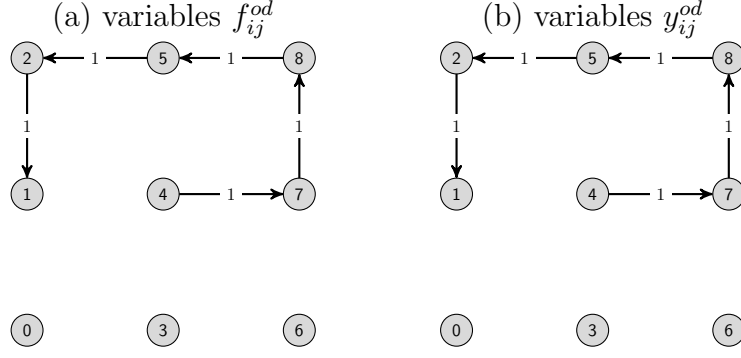 (a) variables $f_{ij}^{od}$ (b) variables $y_{ij}^{od}$
2 1 5 1 8 2 1 5 1 8
1 1 1 1
1 4 1 7 1 4 1 7
0 3 6 0 3 6